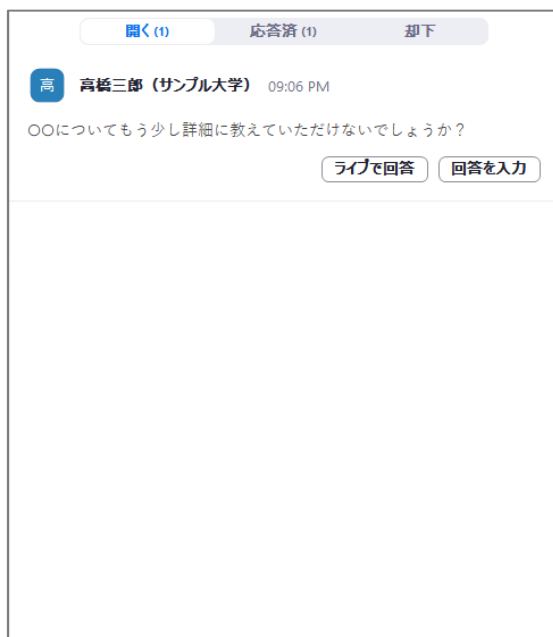 開く(1) 応答済(1) 却下
高 高橋三郎（サンプル大学） 09:06 PM
〇〇についてもう少し詳細に教えていただけないでしょうか？
ライブで回答 回答を入力